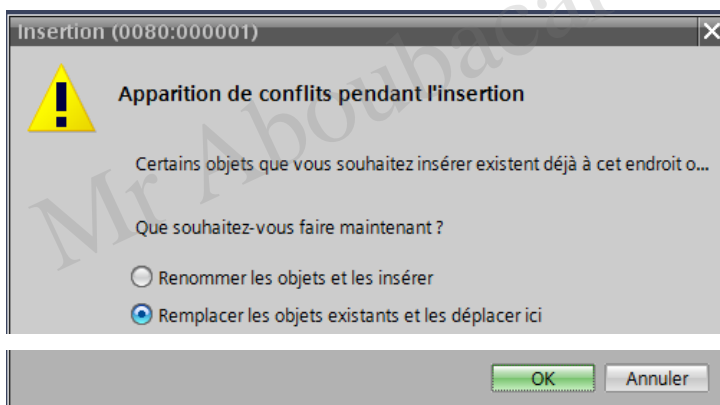 Insertion (0080:000001)
Apparition de conflits pendant l'insertion
Certains objets que vous souhaitez insérer existent déjà à cet endroit o...
Que souhaitez-vous faire maintenant ?
Renommer les objets et les insérer
Remplacer les objets existants et les déplacer ici
OK
Annuler
Mr Aboubacar